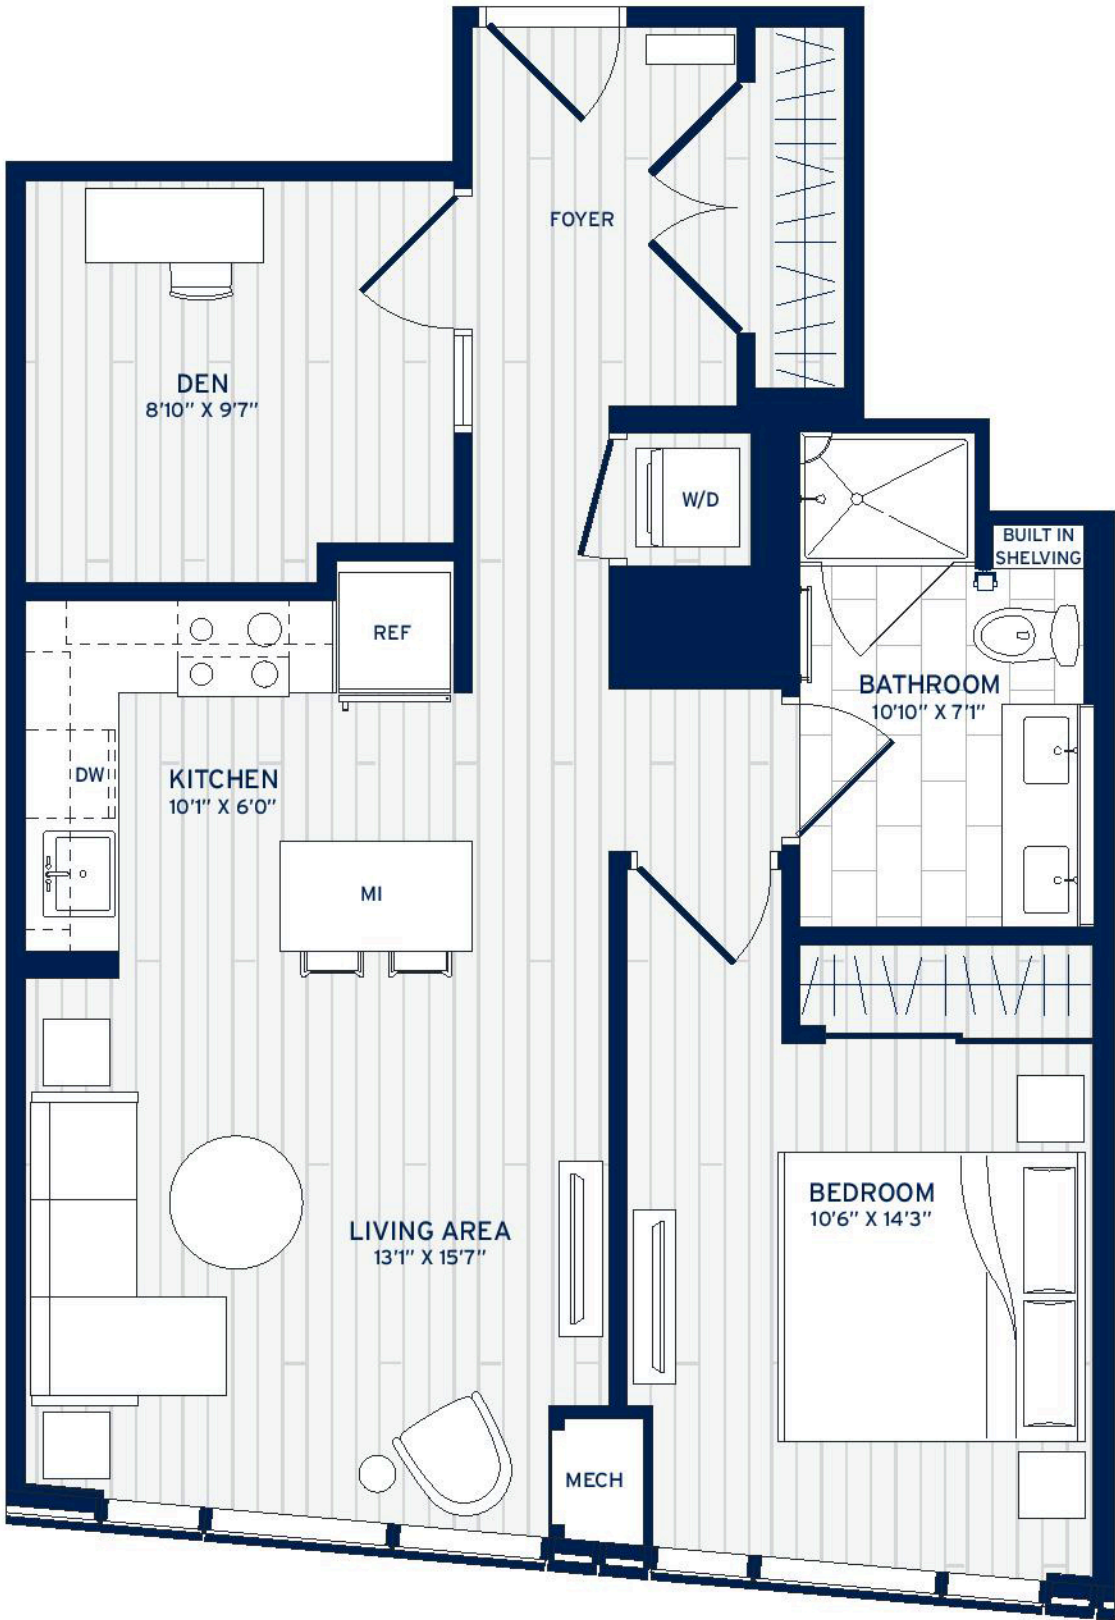 FOYER
DEN
8'10" X 9'7"
W/D
BUILT IN
SHELVING
REF
BATHROOM
10'10" X 7'1"
DW
KITCHEN
10'1" X 6'0"
MI
BEDROOM
10'6" X 14'3"
LIVING AREA
13'1" X 15'7"
MECH